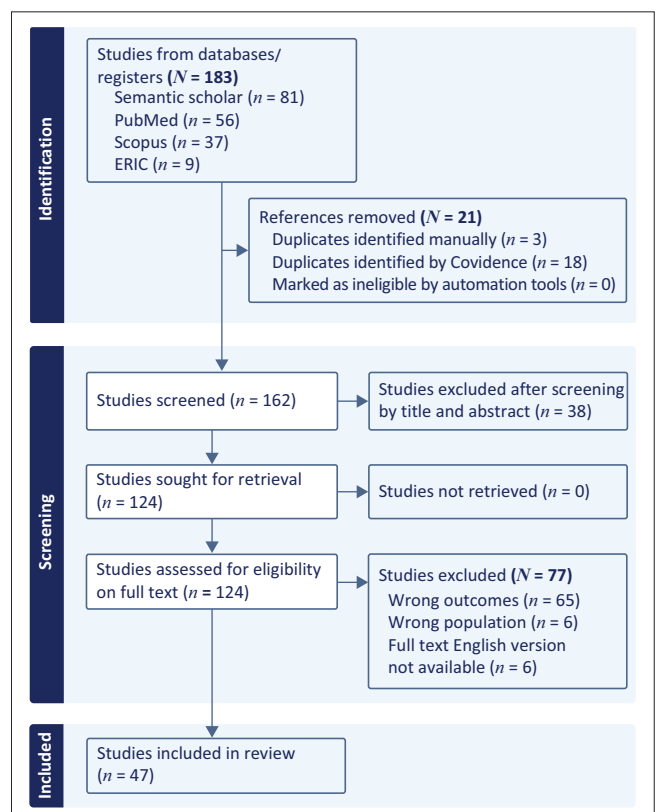 Identification
Studies from databases/
registers (N = 183)
Semantic scholar (n = 81)
PubMed (n = 56)
Scopus (n = 37)
ERIC (n = 9)
References removed (N = 21)
Duplicates identified manually (n = 3)
Duplicates identified by Covidence (n = 18)
Marked as ineligible by automation tools (n = 0)
Screening
Studies screened (n = 162)
Studies excluded after screening
by title and abstract (n = 38)
Studies sought for retrieval
(n = 124)
Studies not retrieved (n = 0)
Studies assessed for eligibility
on full text (n = 124)
Studies excluded (N = 77)
Wrong outcomes (n = 65)
Wrong population (n = 6)
Full text English version
not available (n = 6)
Included
Studies included in review
(n = 47)